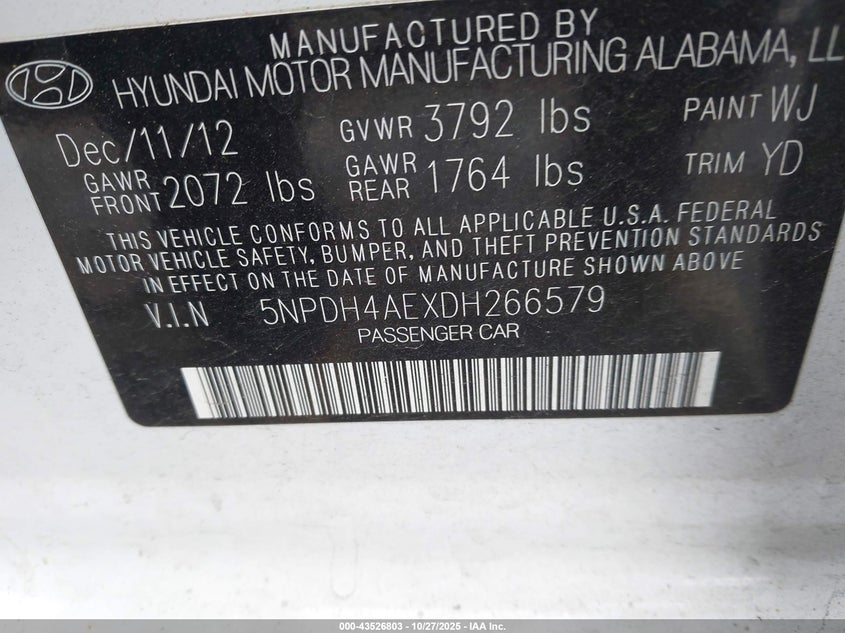 MANUFACTURED BY
HYUNDAI MOTOR MANUFACTURING ALABAMA, LL
Dec/11/12 GVWR 3792 lbs PAINT WJ
GAWR FRONT 2072 lbs GAWR REAR 1764 lbs TRIM YD
THIS VEHICLE CONFORMS TO ALL APPLICABLE U.S.A. FEDERAL
MOTOR VEHICLE SAFETY, BUMPER, AND THEFT PREVENTION STANDARDS
IN EFFECT ON THE DATE OF MANUFACTURE SHOWN ABOVE
V.I.N 5NPDH4AEXDH266579
PASSENGER CAR
000-43526803 - 10/27/2025 - IAA Inc.